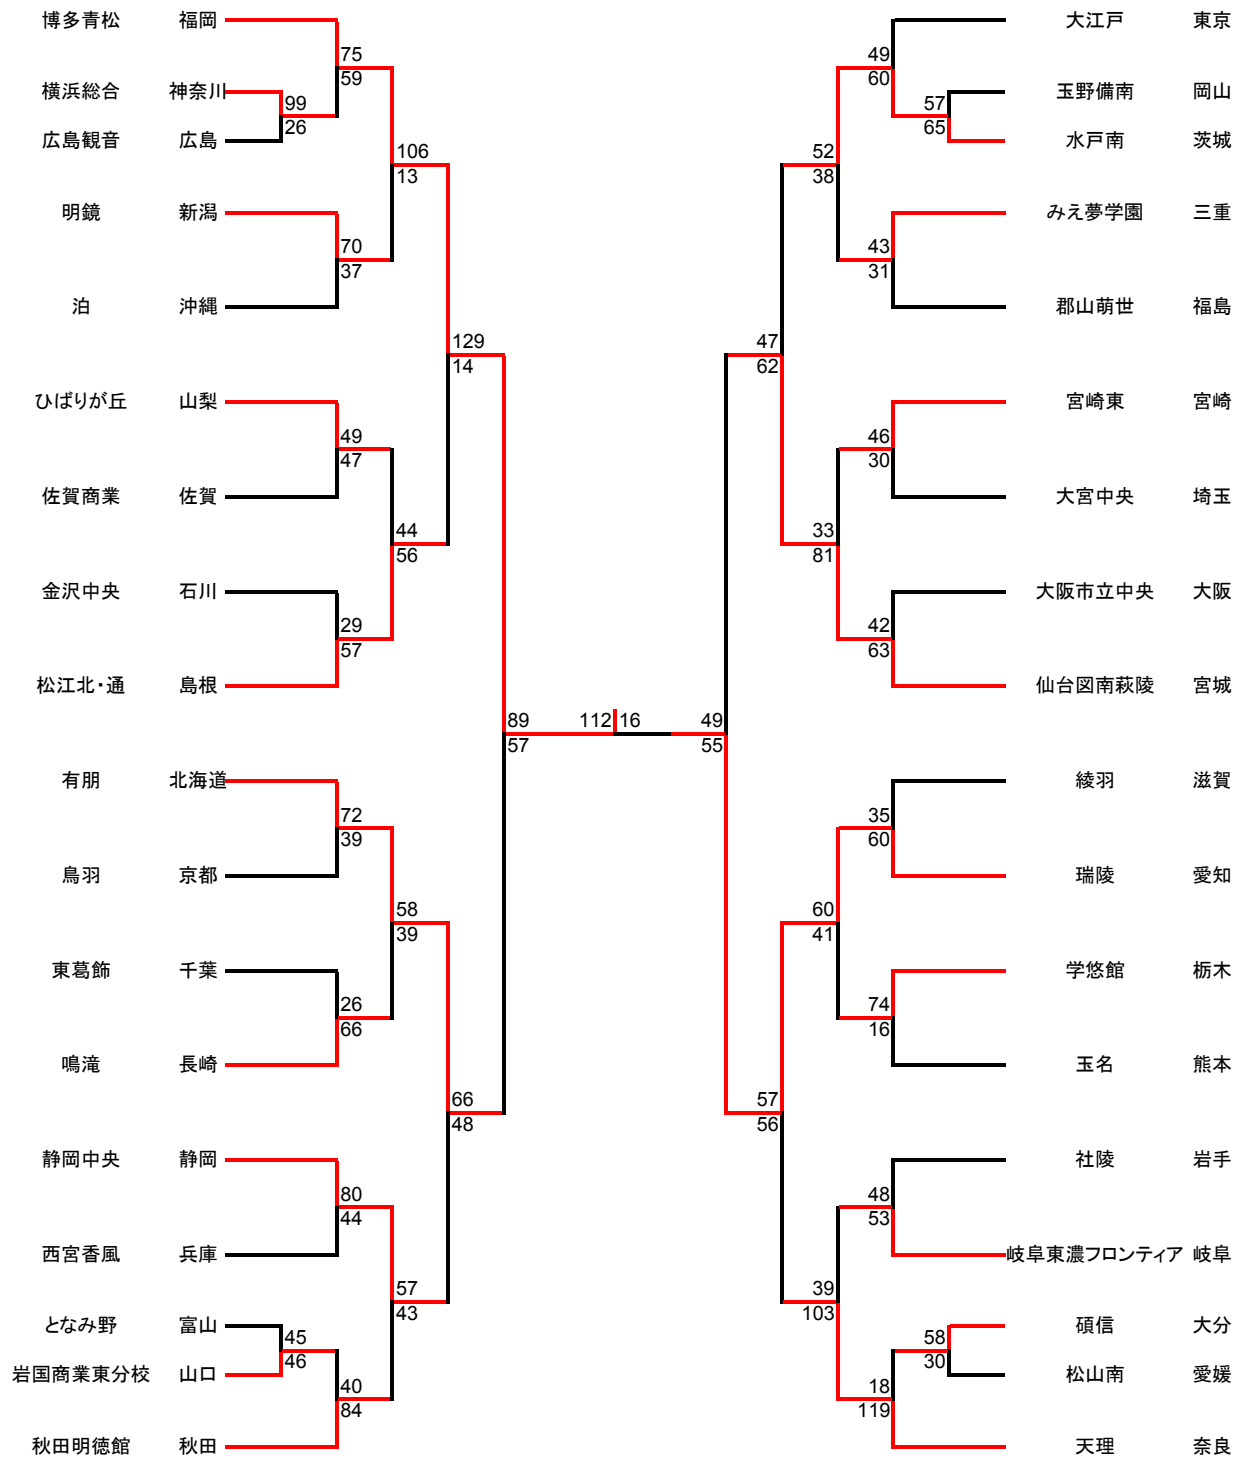 博多青松 福岡
75
59
横浜総合 神奈川
99
26
広島観音 広島
106
13
明鏡 新潟
70
37
泊 沖縄
129
14
ひばりが丘 山梨
49
47
佐賀商業 佐賀
44
56
金沢中央 石川
29
57
松江北・通 島根
89
57
有朋 北海道
72
39
鳥羽 京都
58
39
東葛飾 千葉
26
66
鳴滝 長崎
66
48
静岡中央 静岡
80
44
西宮香風 兵庫
57
43
となみ野 富山
45
46
岩国商業東分校 山口
40
84
秋田明徳館 秋田
112 16
大江戸 東京
49
60
玉野備南 岡山
57
65
水戸南 茨城
52
38
みえ夢学園 三重
43
31
郡山萌世 福島
47
62
宮崎東 宮崎
46
30
大宮中央 埼玉
33
81
大阪市立中央 大阪
42
63
仙台図南萩陵 宮城
49
55
綾羽 滋賀
35
60
瑞陵 愛知
60
41
学悠館 栃木
74
16
玉名 熊本
57
56
社陵 岩手
48
53
岐阜東濃フロンティア 岐阜
39
103
碩信 大分
58
30
松山南 愛媛
18
119
天理 奈良